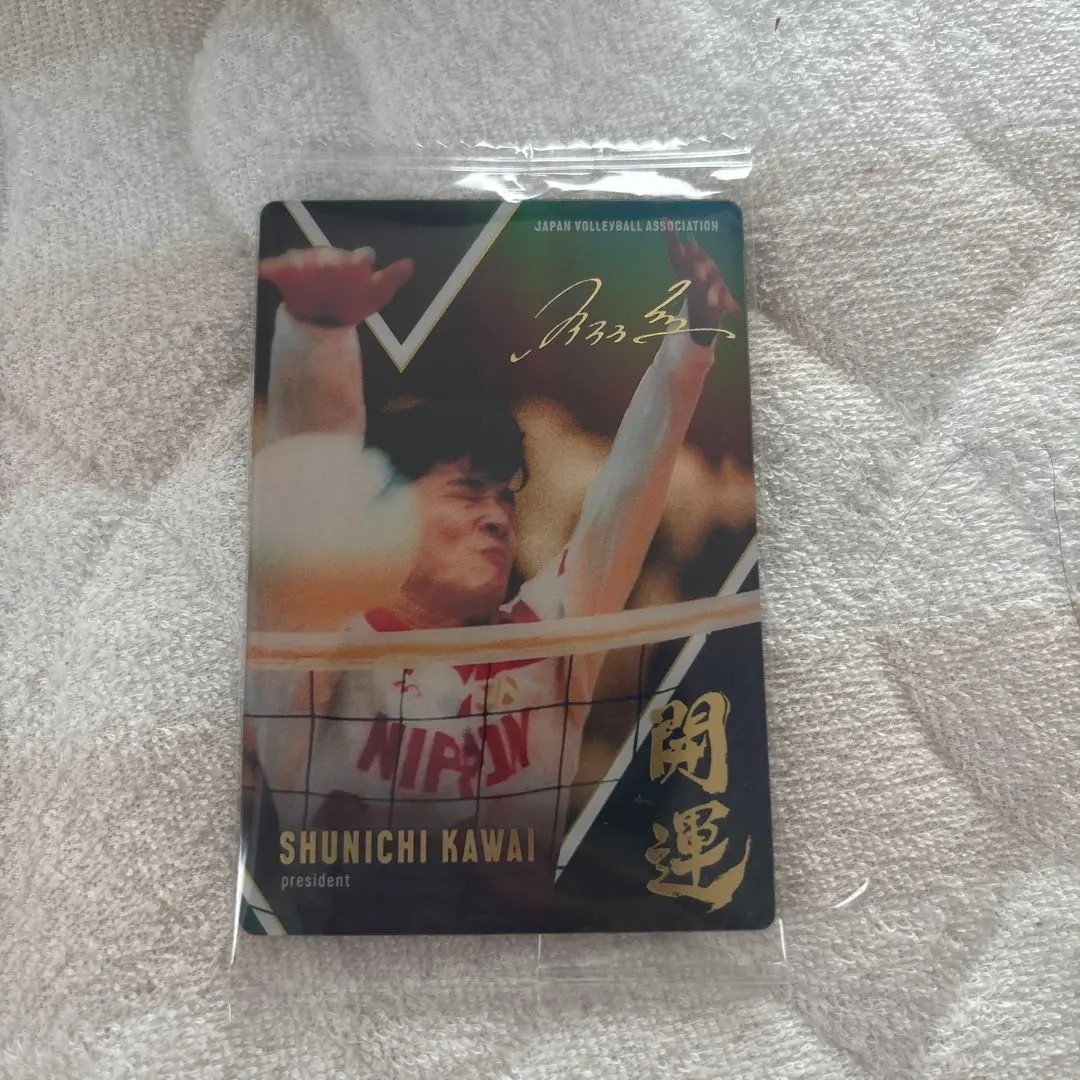 JAPAN VOLLEYBALL ASSOCIATION
NIPPON
SHUNICHI KAWAI
president
開運